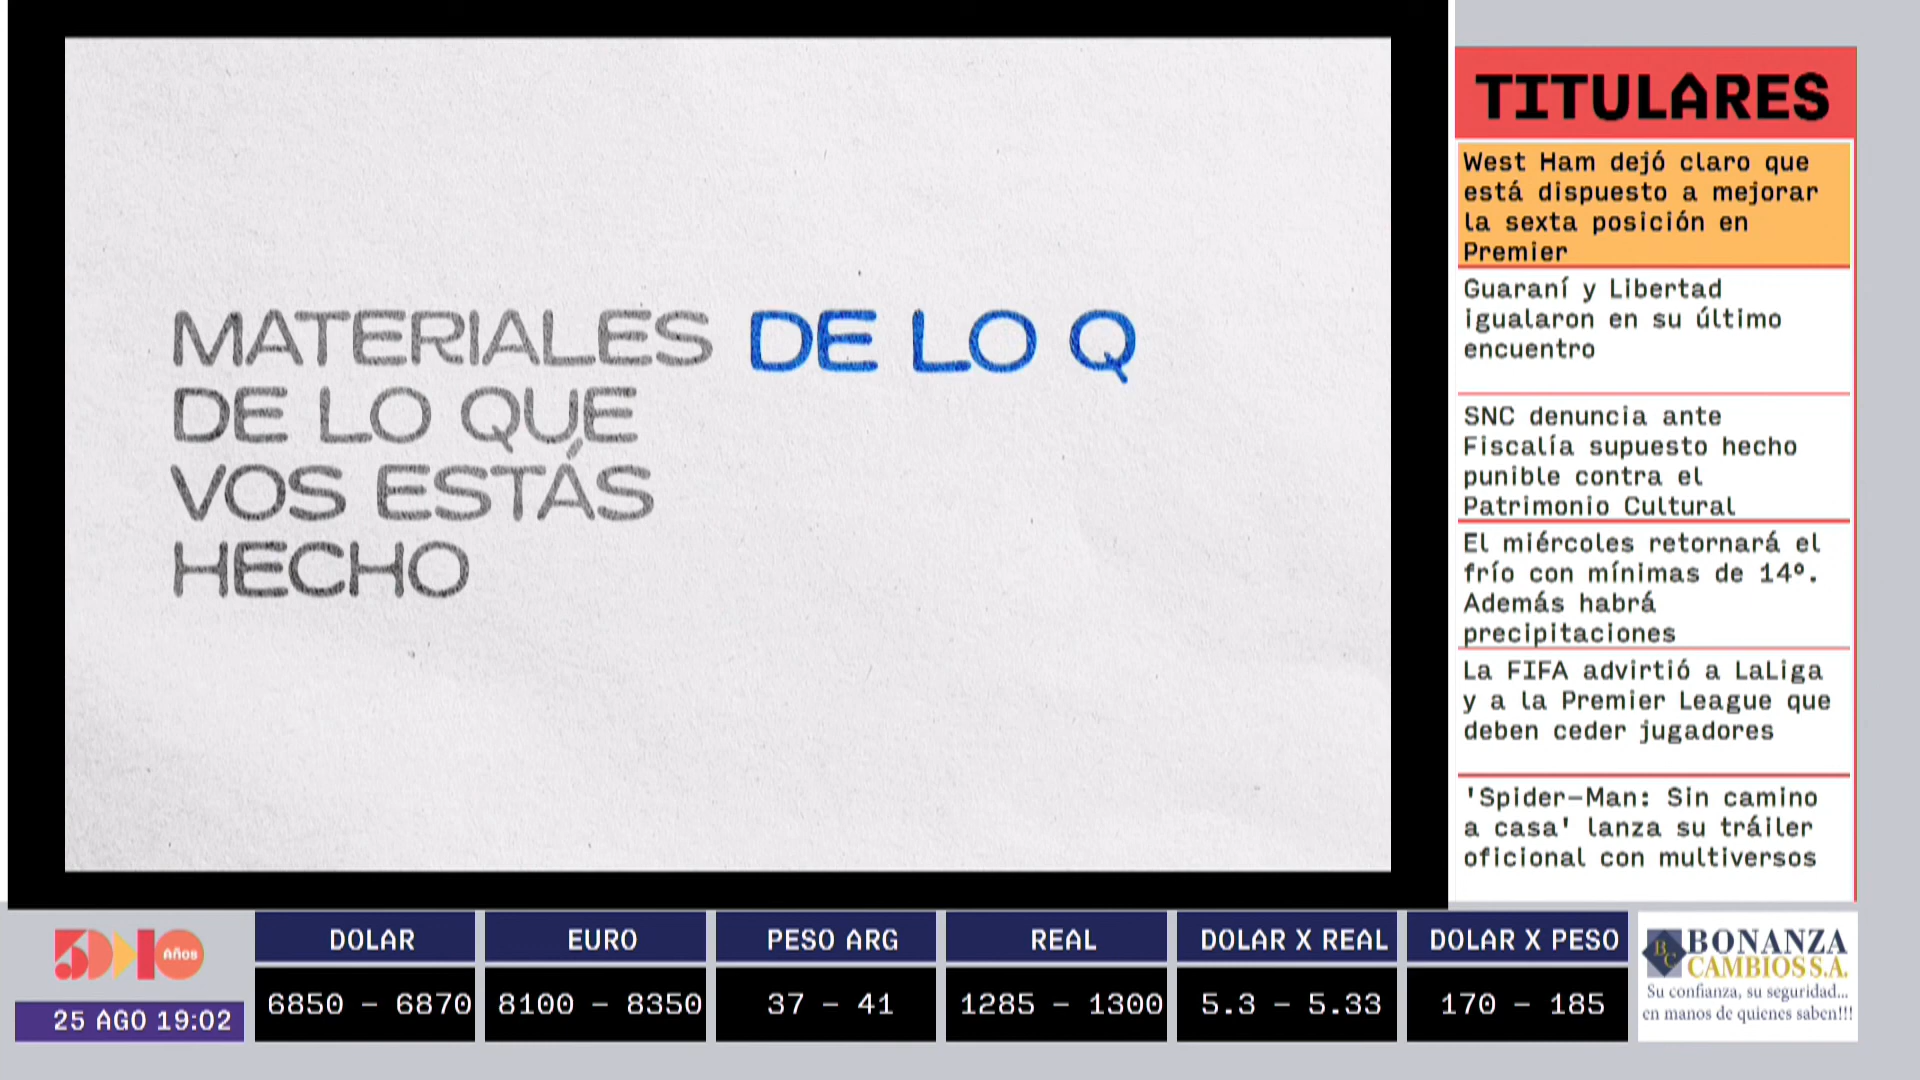 MATERIALES DE LO Q
DE LO QUE
VOS ESTÁS
HECHO
TITULARES
West Ham dejó claro que
está dispuesto a mejorar
la sexta posición en
Premier
Guaraní y Libertad
igualaron en su último
encuentro
SNC denuncia ante
Fiscalía supuesto hecho
punible contra el
Patrimonio Cultural
El miércoles retornará el
frío con mínimas de 14º.
Además habrá
precipitaciones
La FIFA advirtió a LaLiga
y a la Premier League que
deben ceder jugadores
'Spider-Man: Sin camino
a casa' lanza su tráiler
oficional con multiversos
Años
25 AGO 19:02
DOLAR
6850 - 6870
EURO
8100 - 8350
PESO ARG
37 - 41
REAL
1285 - 1300
DOLAR X REAL
5.3 - 5.33
DOLAR X PESO
170 - 185
BC
BONANZA
CAMBIOS S.A.
Su confianza, su seguridad...
en manos de quienes saben!!!